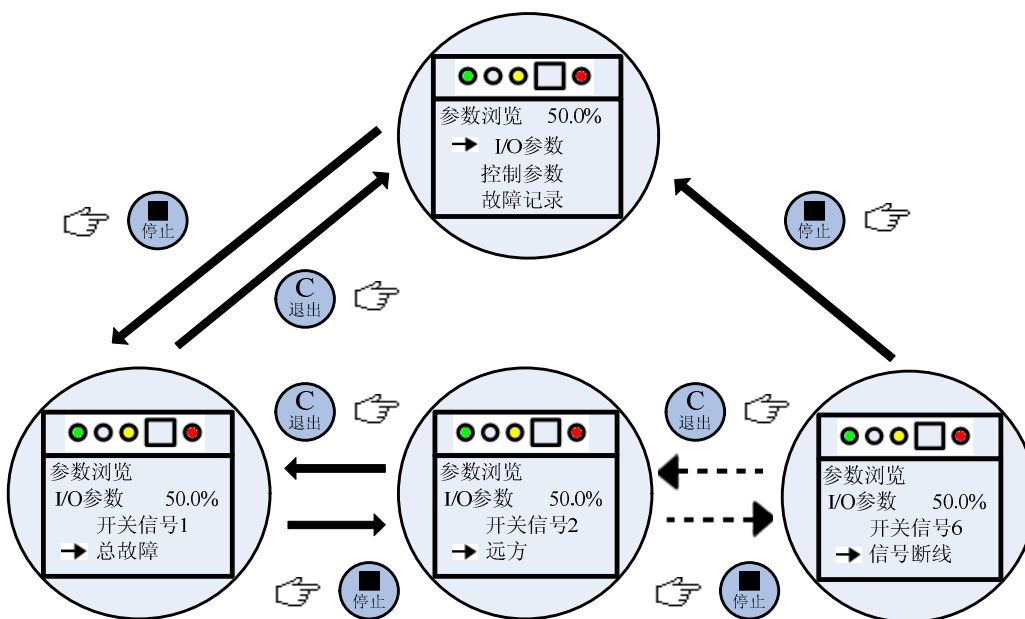 参数浏览 50.0%
I/O参数
控制参数
故障记录
停止
停止
C
退出
C
退出
C
退出
参数浏览
I/O参数 50.0%
开关信号1
总故障
参数浏览
I/O参数 50.0%
开关信号2
远方
参数浏览
I/O参数 50.0%
开关信号6
信号断线
停止
停止